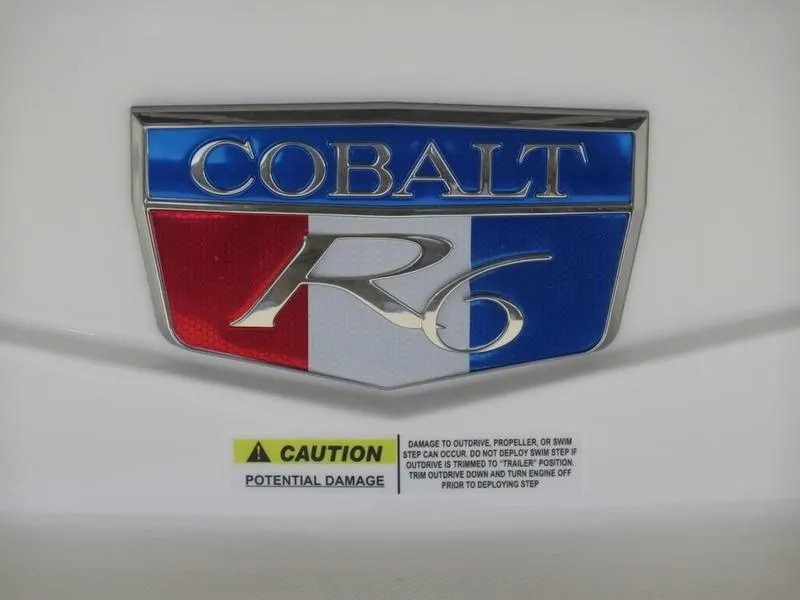 COBALT
R6
CAUTION
POTENTIAL DAMAGE
DAMAGE TO OUTDRIVE, PROPELLER, OR SWIM
STEP CAN OCCUR. DO NOT DEPLOY SWIM STEP IF
OUTDRIVE IS TRIMMED TO "TRAILER" POSITION.
TRIM OUTDRIVE DOWN AND TURN ENGINE OFF
PRIOR TO DEPLOYING STEP